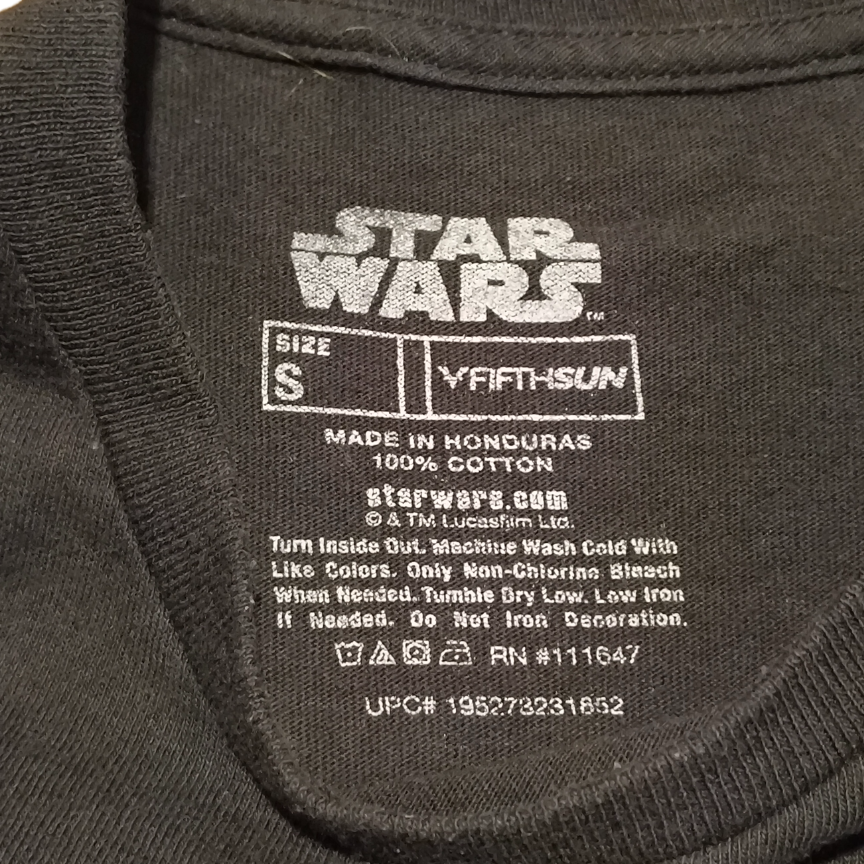 STAR
WARS™
SIZE
S
FIFTHSUN
MADE IN HONDURAS
100% COTTON
starwars.com
© & TM Lucasfilm Ltd.
Turn Inside Out. Machine Wash Cold With
Like Colors. Only Non-Chlorine Bleach
When Needed. Tumble Dry Low. Low Iron
If Needed. Do Not Iron Decoration.
RN #111647
UPC# 195273231852